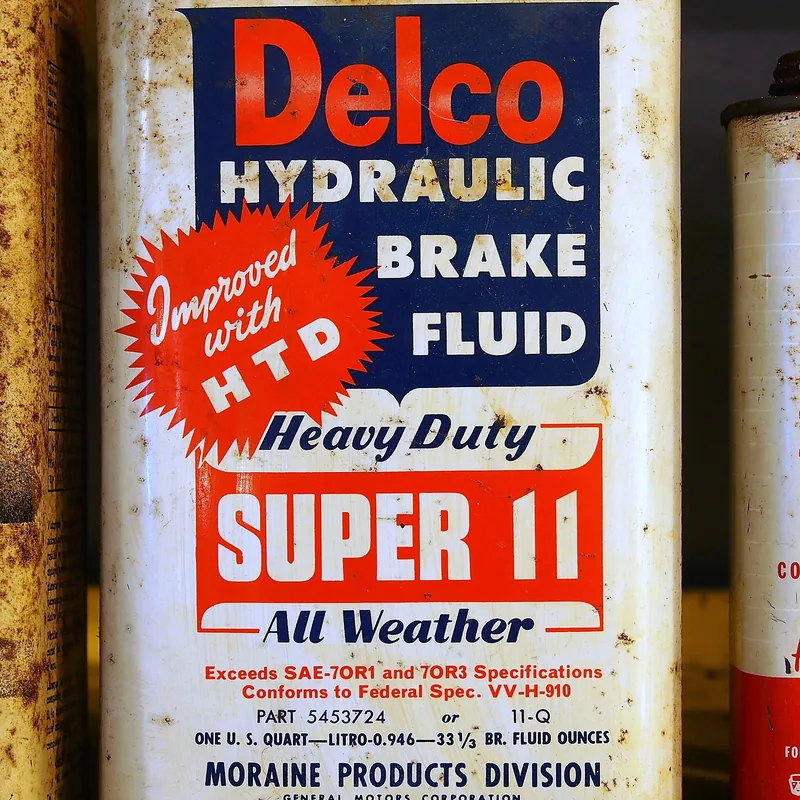 Delco
HYDRAULIC
BRAKE
FLUID
Improved
with
HTD
Heavy Duty
SUPER 11
All Weather
Exceeds SAE-70R1 and 70R3 Specifications
Conforms to Federal Spec. VV-H-910
PART 5453724 or 11-Q
ONE U. S. QUART—LITRO-0.946—33 1/3 BR. FLUID OUNCES
MORAINE PRODUCTS DIVISION
GENERAL MOTORS CORPORATION
CO
FO